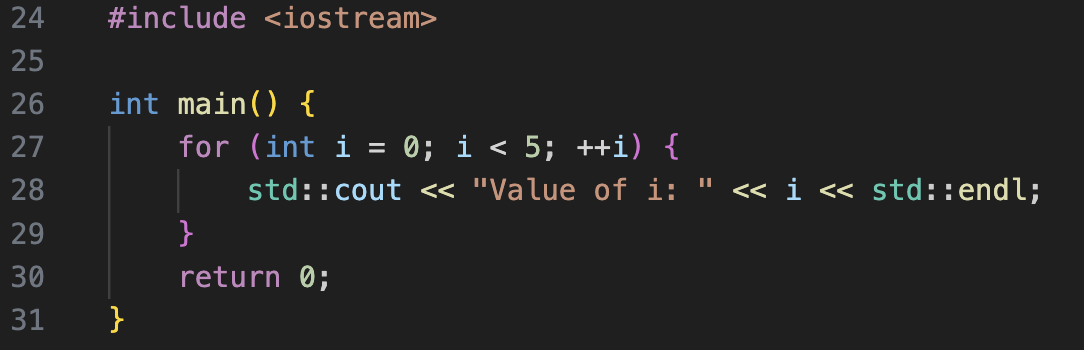 24 #include <iostream>
25
26 int main() {
27     for (int i = 0; i < 5; ++i) {
28         std::cout << "Value of i: " << i << std::endl;
29     }
30     return 0;
31 }